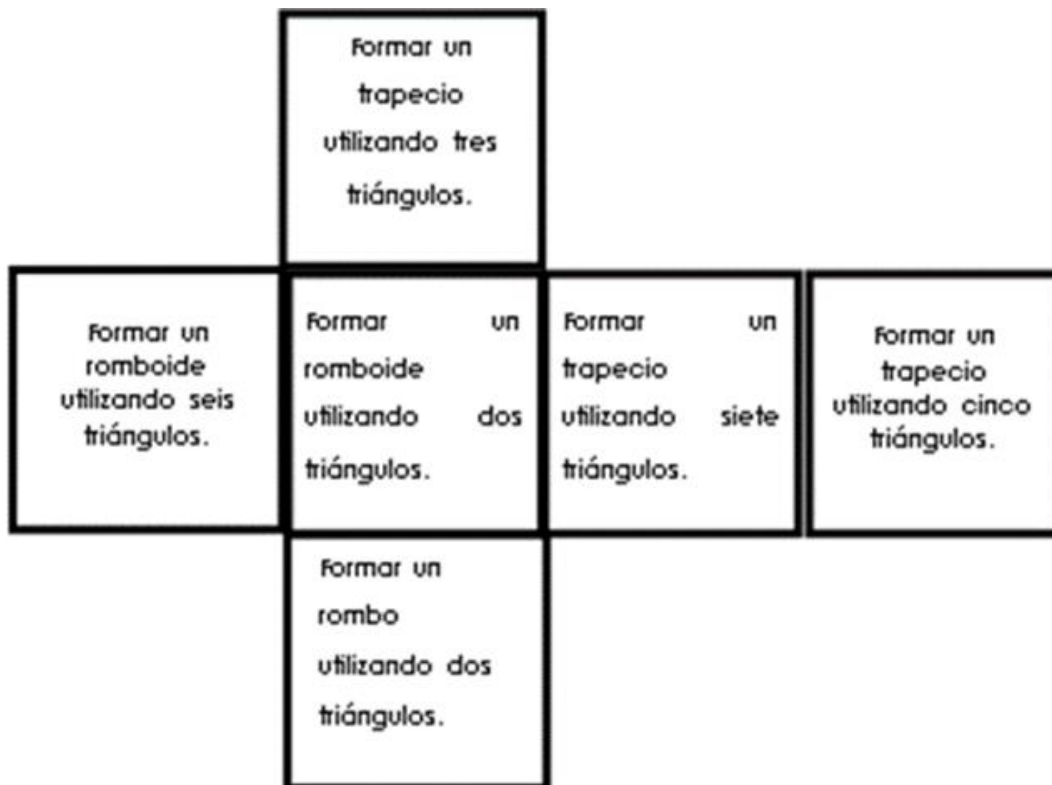 Formar un
trapecio
utilizando tres
triángulos.
Formar un
romboide
utilizando seis
triángulos.
Formar un
romboide
utilizando dos
triángulos.
Formar un
trapecio
utilizando siete
triángulos.
Formar un
trapecio
utilizando cinco
triángulos.
Formar un
rombo
utilizando dos
triángulos.